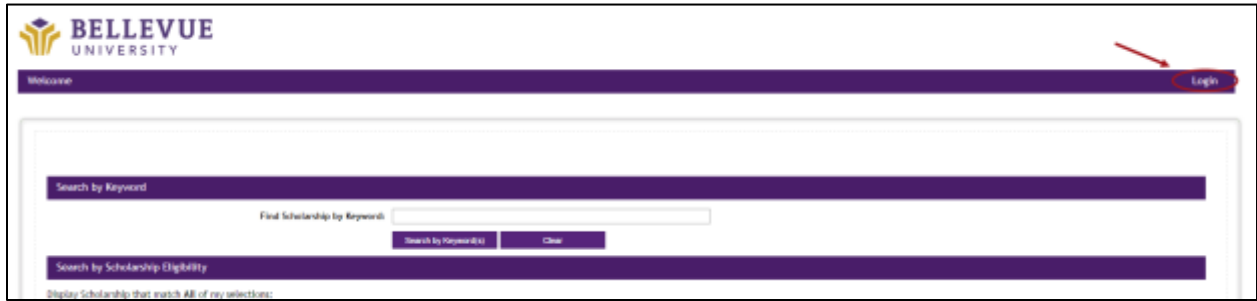 BELLEVUE
UNIVERSITY
Welcome Login
Search by Keyword
Find Scholarship by Keyword:
Search by Keyword(s) Clear
Search by Scholarship Eligibility
Display Scholarship that match All of my selections: